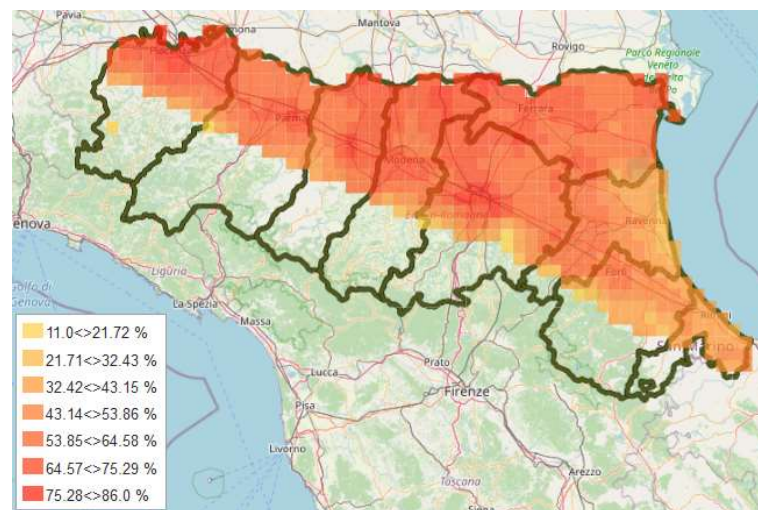 Pavia
Mantova
Rovigo
Parco Regionale
Veneto
Ferrara
Parma
Modena
Ravenna
Forlì
Rimini
Liguria
La Spezia
Massa
Golfo di
Genova
Lucca
Prato
Firenze
Pisa
Livorno
Arezzo
Toscana
11.0<>21.72 %
21.71<>32.43 %
32.42<>43.15 %
43.14<>53.86 %
53.85<>64.58 %
64.57<>75.29 %
75.28<>86.0 %